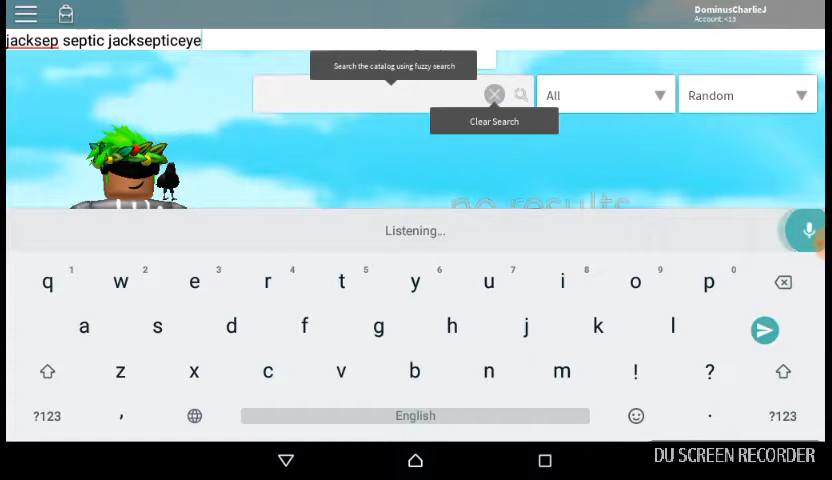 DominusCharlieJ
Account: <13
jacksep septic jacksepticeye
Search the catalog using fuzzy search
All
Random
Clear Search
no results
Listening...
q 1 w 2 e 3 r 4 t 5 y 6 u 7 i 8 o 9 p 0
a s d f g h j k l
z x c v b n m ! ?
?123 , English . ?123
DU SCREEN RECORDER